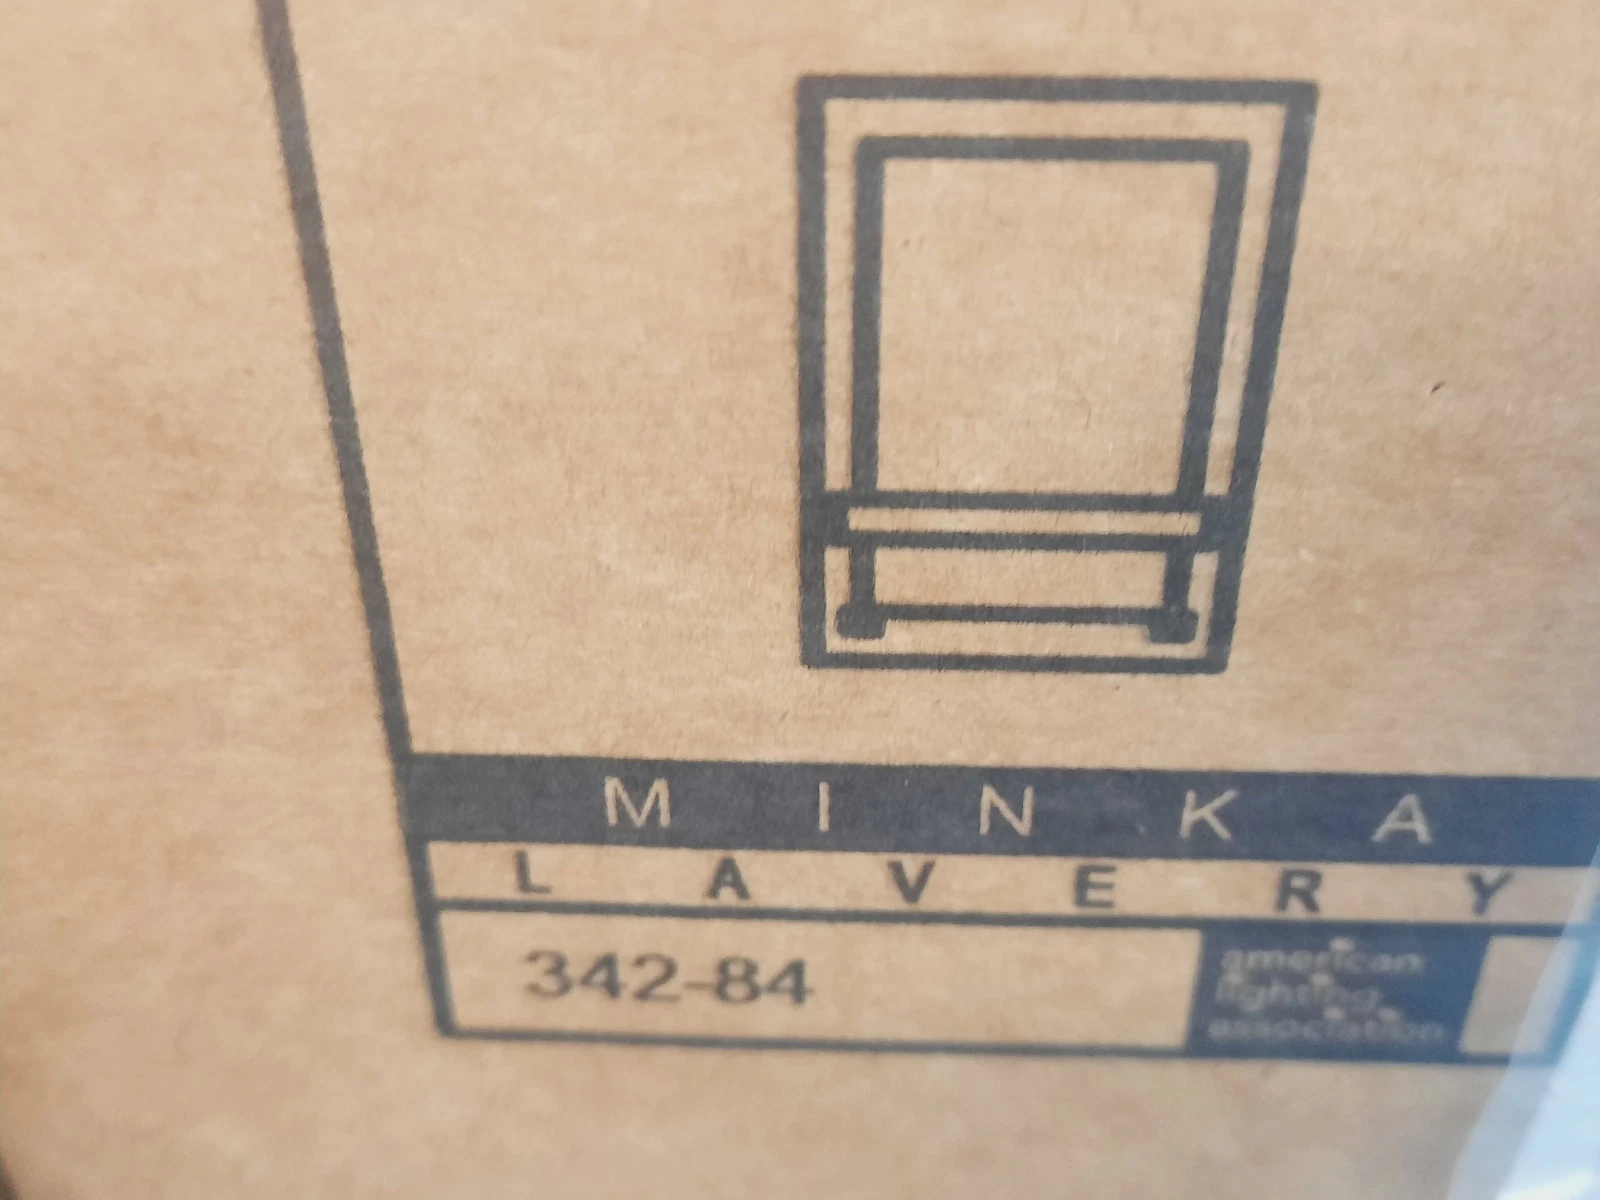 MINKA
LAVERY
342-84
american
lighting
association